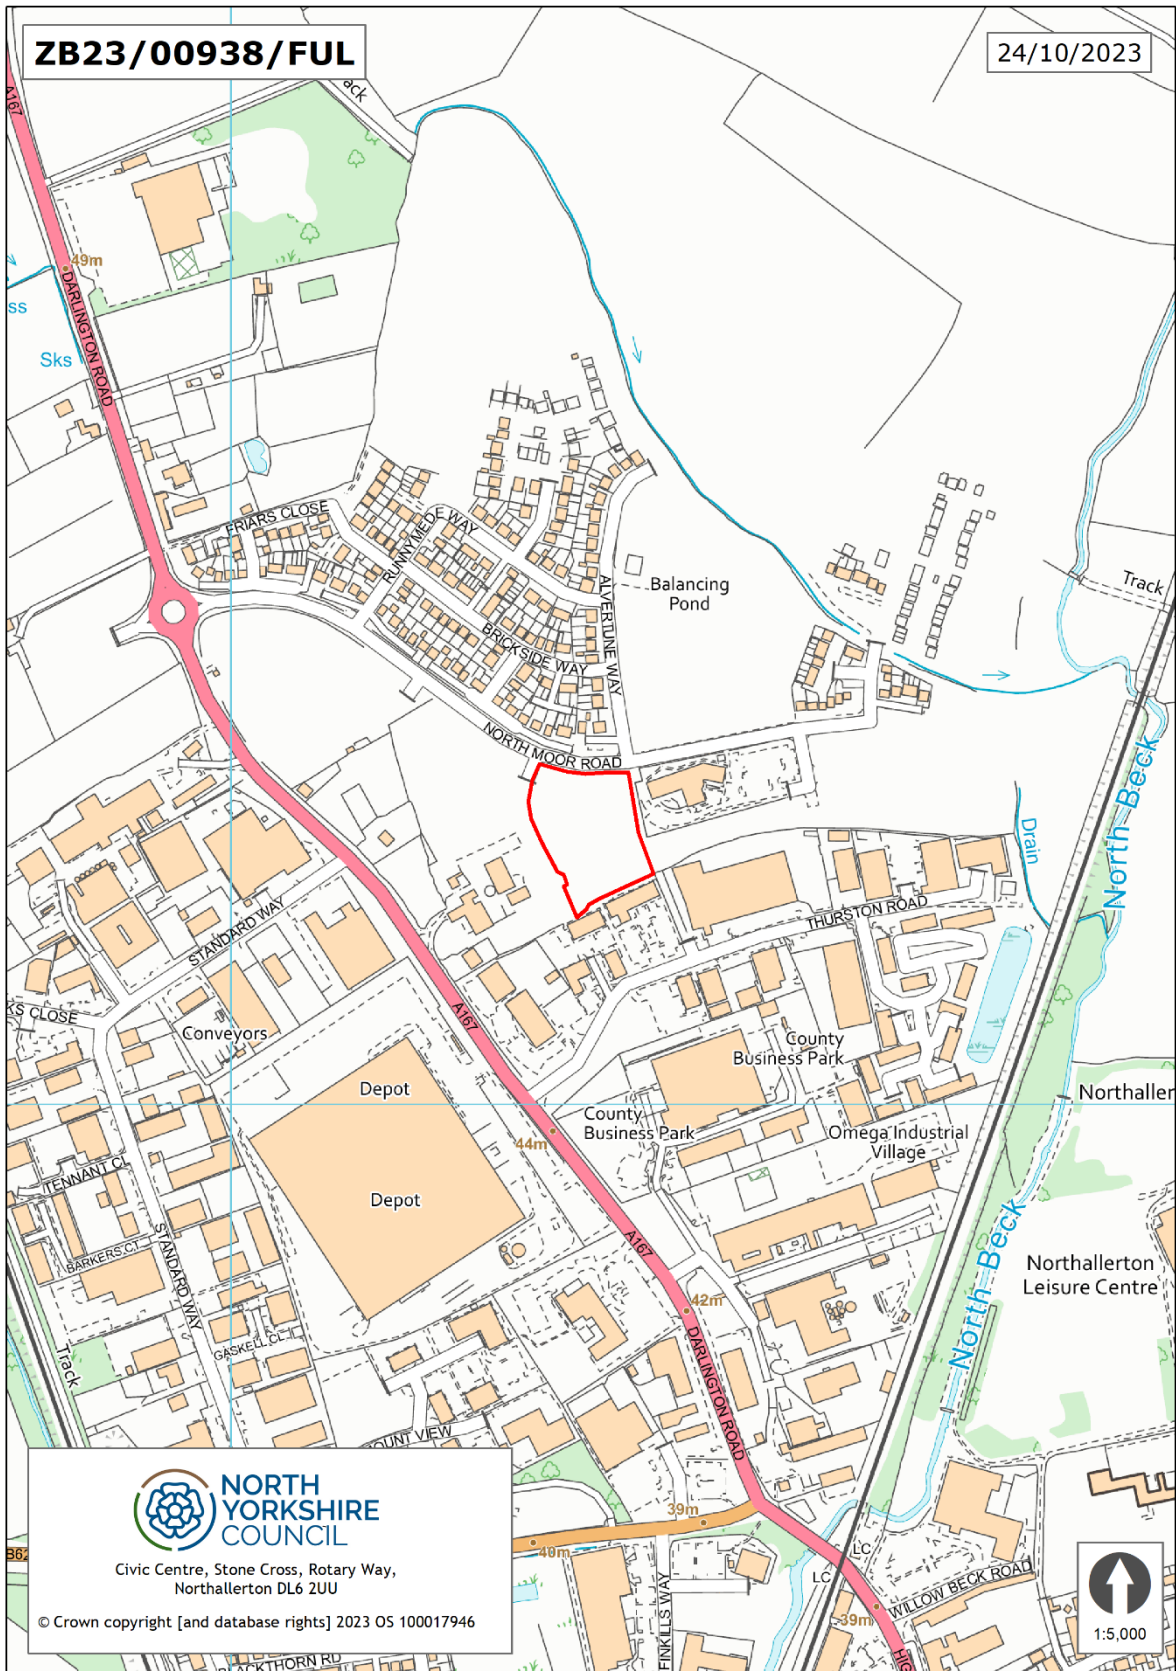 ZB23/00938/FUL
24/10/2023
A167
49m
DARLINGTON ROAD
ss
Sks
FRIARS CLOSE
RUNNYMEDE WAY
ALVERTUNE WAY
Balancing
Pond
BRICKSIDE WAY
Track
NORTH MOOR ROAD
North Beck
Drain
STANDARD WAY
THURSTON ROAD
KS CLOSE
Conveyors
A167
County
Business Park
Depot
County
Business Park
44m
Omega Industrial
Village
Northaller
TENNANT CL
Depot
BARKERS CT
STANDARD WAY
A167
North Beck
Northallerton
Leisure Centre
42m
GASKELL CL
DARLINGTON ROAD
Track
OUNT VIEW
39m
40m
B62
LC
LC
39m
WILLOW BECK ROAD
FINKILLS WAY
HIG
LACKTHORN RD
NORTH
YORKSHIRE
COUNCIL
Civic Centre, Stone Cross, Rotary Way,
Northallerton DL6 2UU
© Crown copyright [and database rights] 2023 OS 100017946
1:5,000